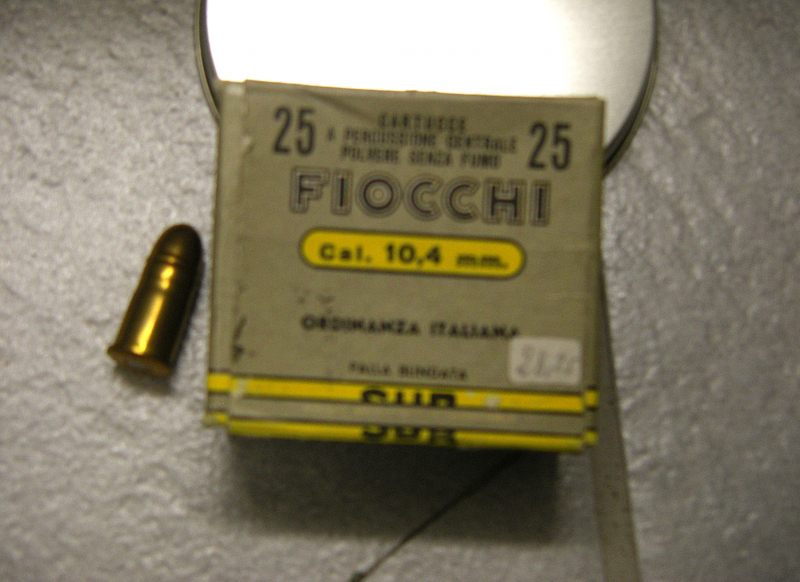 25 CARTUCCE 25
A PERCUSSIONE CENTRALE
POLVERE SENZA FUMO
FIOCCHI
Cal. 10,4 mm.
ORDINANZA ITALIANA
PALLA BLINDATA